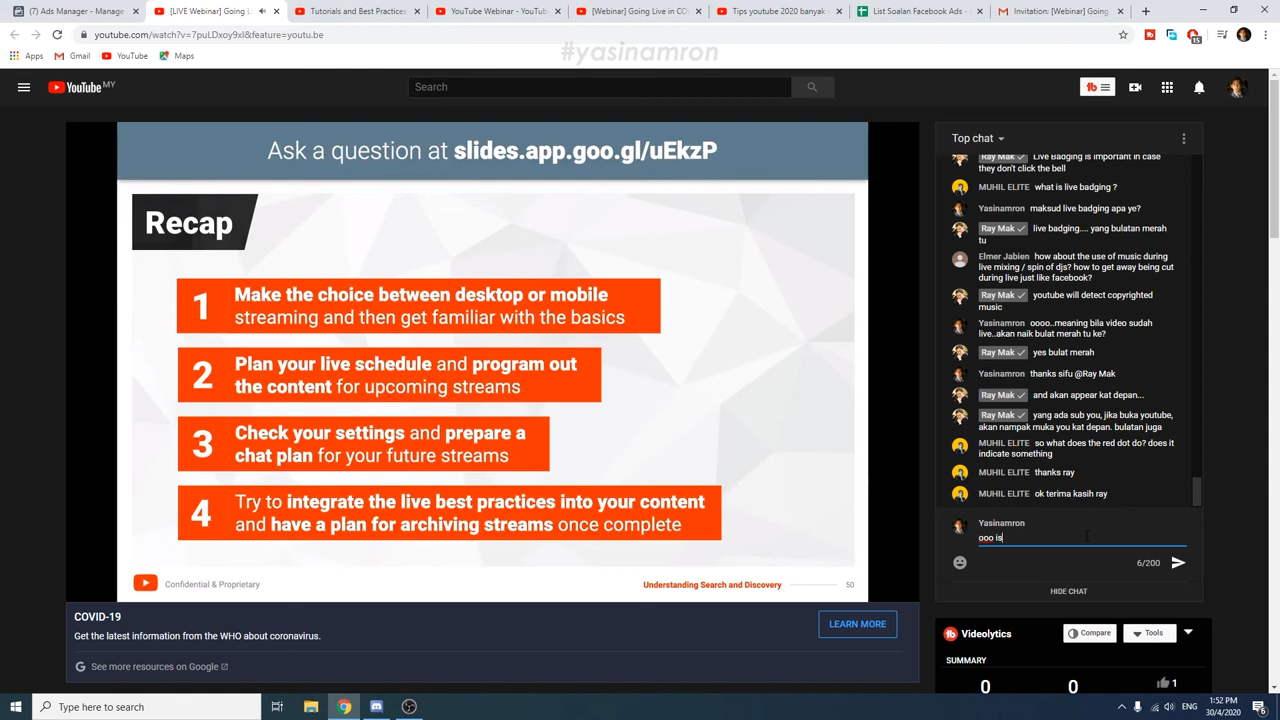 (7) Ads Manager - Manage
[LIVE Webinar] Going L
Tutorials and Best Practices
YouTube Webinar - YouTube
[Webinar] Going Live in CO
Tips youtube 2020 banyak
List Soalan Facebook Ads -
Invitation: [Webinar] Going
youtube.com/watch?v=7puLDxoy9xI&feature=youtu.be
15
Apps
Gmail
YouTube
Maps
#yasinamron
YouTube MY
Search
Ask a question at slides.app.goo.gl/uEkzP
Recap
1 Make the choice between desktop or mobile
streaming and then get familiar with the basics
2 Plan your live schedule and program out
the content for upcoming streams
3 Check your settings and prepare a
chat plan for your future streams
4 Try to integrate the live best practices into your content
and have a plan for archiving streams once complete
Confidential & Proprietary
Understanding Search and Discovery
50
COVID-19
Get the latest information from the WHO about coronavirus.
LEARN MORE
See more resources on Google
Top chat
Ray Mak Live Badging is important in case
they don't click the bell
MUHIL ELITE what is live badging ?
Yasinamron maksud live badging apa ye?
Ray Mak live badging.... yang bulatan merah
tu
Elmer Jabien how about the use of music during
live mixing / spin of djs? how to get away being cut
during live just like facebook?
Ray Mak youtube will detect copyrighted
music
Yasinamron oooo..meaning bila video sudah
live..akan naik bulat merah tu ke?
Ray Mak yes bulat merah
Yasinamron thanks sifu @Ray Mak
Ray Mak and akan appear kat depan...
Ray Mak yang ada sub you, jika buka youtube,
akan nampak muka you kat depan. bulatan juga
MUHIL ELITE so what does the red dot do? does it
indicate something
MUHIL ELITE thanks ray
MUHIL ELITE ok terima kasih ray
Yasinamron
ooo is
6/200
HIDE CHAT
Videolytics
Compare
Tools
SUMMARY
0
0
1
Type here to search
ENG
1:52 PM
30/4/2020
6